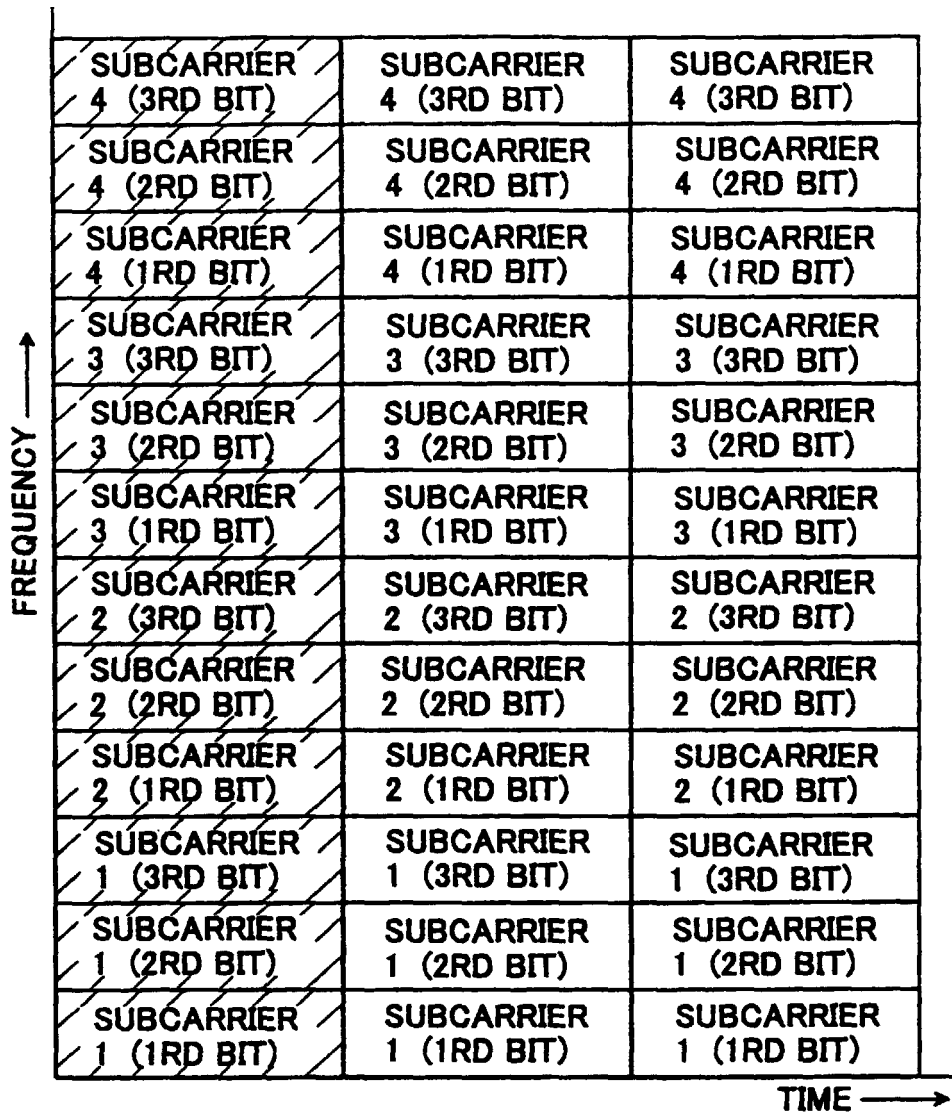 SUBCARRIER SUBCARRIER SUBCARRIER
4 (3RD BIT) 4 (3RD BIT) 4 (3RD BIT)
SUBCARRIER SUBCARRIER SUBCARRIER
4 (2RD BIT) 4 (2RD BIT) 4 (2RD BIT)
SUBCARRIER SUBCARRIER SUBCARRIER
4 (1RD BIT) 4 (1RD BIT) 4 (1RD BIT)
SUBCARRIER SUBCARRIER SUBCARRIER
3 (3RD BIT) 3 (3RD BIT) 3 (3RD BIT)
SUBCARRIER SUBCARRIER SUBCARRIER
3 (2RD BIT) 3 (2RD BIT) 3 (2RD BIT)
SUBCARRIER SUBCARRIER SUBCARRIER
3 (1RD BIT) 3 (1RD BIT) 3 (1RD BIT)
SUBCARRIER SUBCARRIER SUBCARRIER
2 (3RD BIT) 2 (3RD BIT) 2 (3RD BIT)
SUBCARRIER SUBCARRIER SUBCARRIER
2 (2RD BIT) 2 (2RD BIT) 2 (2RD BIT)
SUBCARRIER SUBCARRIER SUBCARRIER
2 (1RD BIT) 2 (1RD BIT) 2 (1RD BIT)
SUBCARRIER SUBCARRIER SUBCARRIER
1 (3RD BIT) 1 (3RD BIT) 1 (3RD BIT)
SUBCARRIER SUBCARRIER SUBCARRIER
1 (2RD BIT) 1 (2RD BIT) 1 (2RD BIT)
SUBCARRIER SUBCARRIER SUBCARRIER
1 (1RD BIT) 1 (1RD BIT) 1 (1RD BIT)
FREQUENCY
TIME